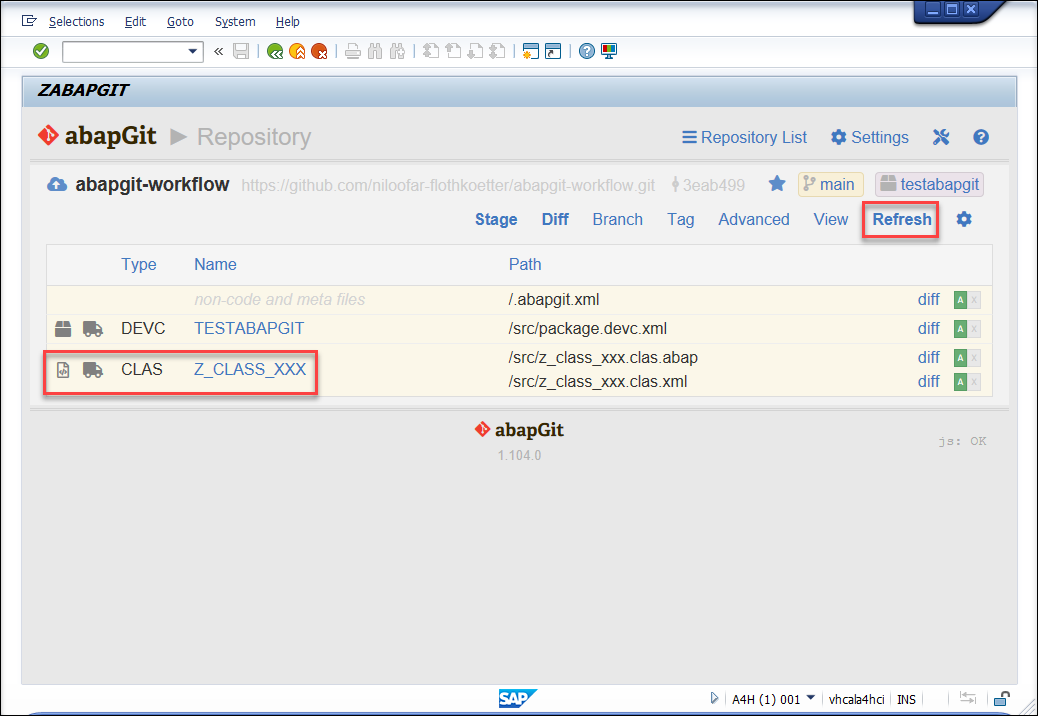 Selections Edit Goto System Help
«
ZABAPGIT
abapGit Repository Repository List Settings ?
abapgit-workflow https://github.com/niloofar-flothkoetter/abapgit-workflow.git 3eab499 main testabapgit
Stage Diff Branch Tag Advanced View Refresh
Type Name Path
non-code and meta files /.abapgit.xml diff A X
DEVC TESTABAPGIT /src/package.devc.xml diff A X
CLAS Z_CLASS_XXX /src/z_class_xxx.clas.abap diff A X
/src/z_class_xxx.clas.xml diff A X
abapGit
js: OK
1.104.0
SAP A4H (1) 001 vhcala4hci INS